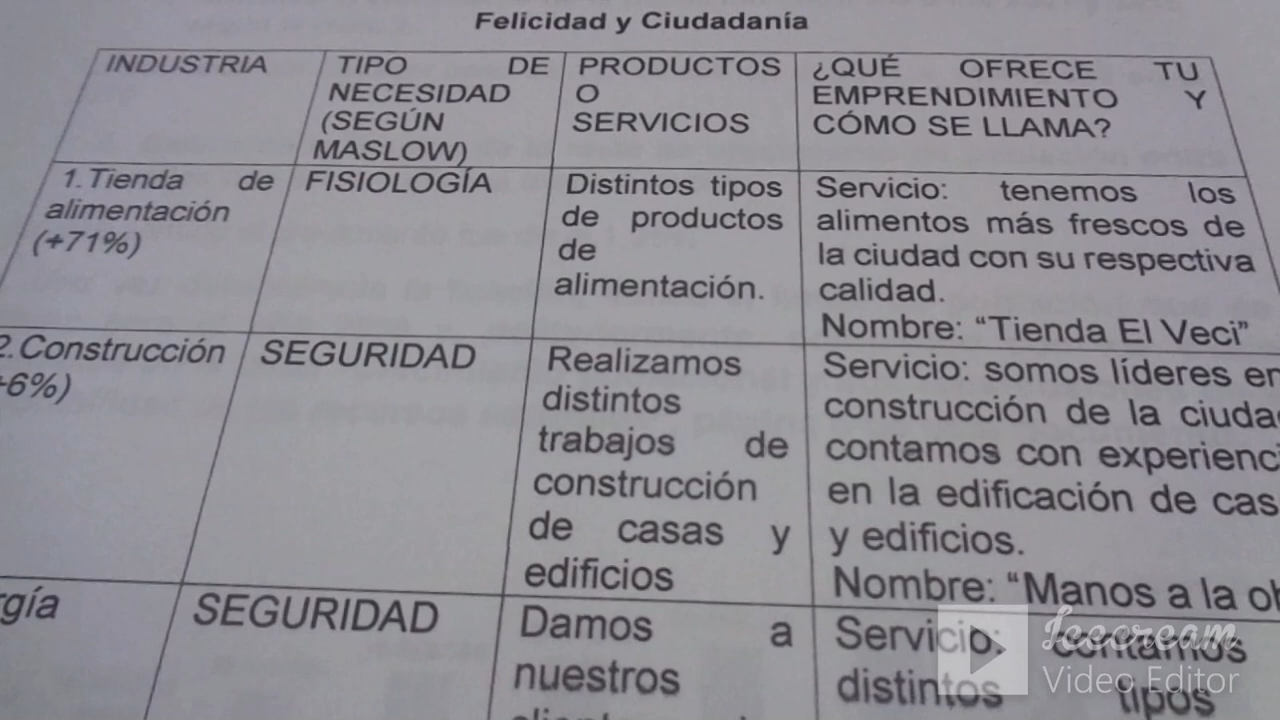 Felicidad y Ciudadanía
INDUSTRIA
TIPO DE
NECESIDAD
(SEGÚN
MASLOW)
PRODUCTOS
O
SERVICIOS
¿QUÉ OFRECE TU
EMPRENDIMIENTO Y
CÓMO SE LLAMA?
1. Tienda de
alimentación
(+71%)
FISIOLOGÍA
Distintos tipos
de productos
de
alimentación.
Servicio: tenemos los
alimentos más frescos de
la ciudad con su respectiva
calidad.
Nombre: “Tienda El Veci”
2. Construcción
+6%)
SEGURIDAD
Realizamos
distintos
trabajos de
construcción
de casas y
edificios
Servicio: somos líderes en
construcción de la ciuda
contamos con experienc
en la edificación de cas
y edificios.
Nombre: “Manos a la ob
rgía
SEGURIDAD
Damos a
nuestros
Servicio: contamos
distintos tipos
Icecream
Video Editor